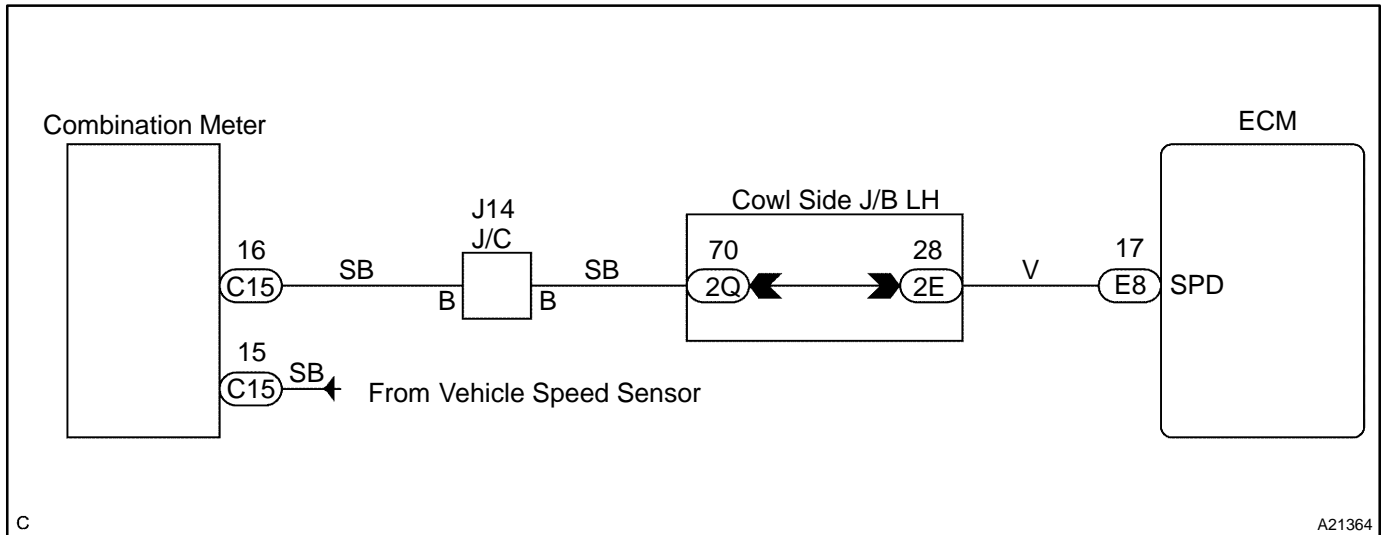 Combination Meter
ECM
J14
J/C
Cowl Side J/B LH
16
C15
SB
B
B
SB
70
2Q
28
2E
V
17
E8
SPD
15
C15
SB
From Vehicle Speed Sensor
C
A21364